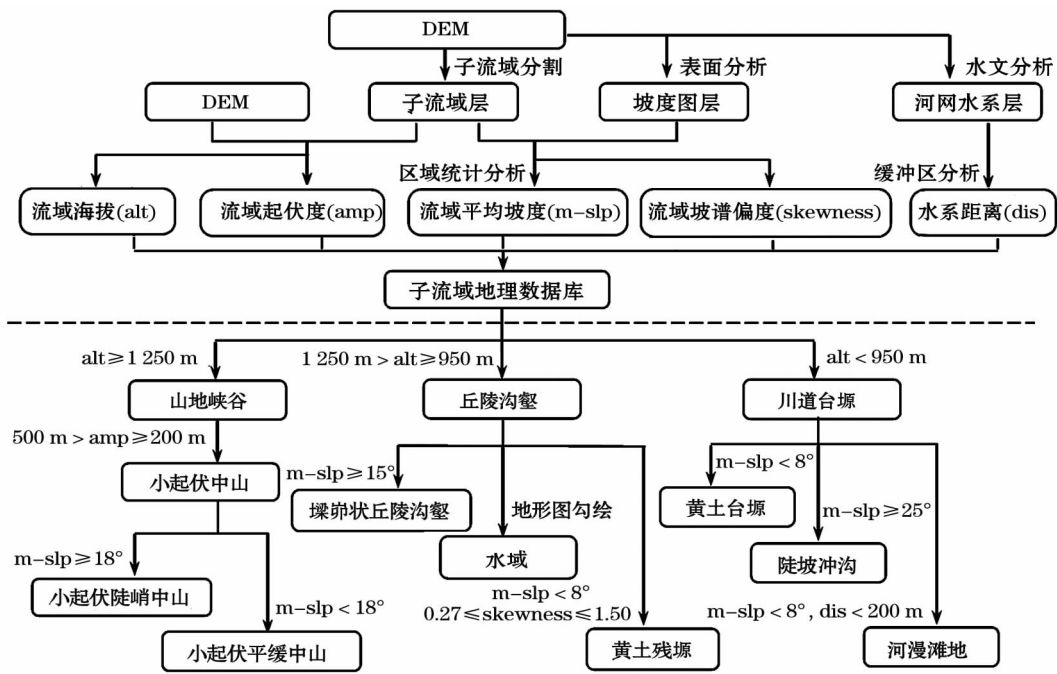 DEM
子流域分割
表面分析
水文分析
DEM
子流域层
坡度图层
河网水系层
区域统计分析
缓冲区分析
流域海拔(alt)
流域起伏度(amp)
流域平均坡度(m-slp)
流域坡谱偏度(skewness)
水系距离(dis)
子流域地理数据库
alt≥1 250 m
1 250 m > alt≥950 m
alt < 950 m
山地峡谷
丘陵沟壑
川道台塬
500 m > amp≥200 m
小起伏中山
m-slp≥15°
m-slp < 8°
墚峁状丘陵沟壑
地形图勾绘
黄土台塬
m-slp≥25°
水域
陡坡冲沟
m-slp≥18°
小起伏陡峭中山
m-slp < 8°
0.27≤skewness≤1.50
m-slp < 18°
m-slp < 8° , dis < 200 m
小起伏平缓中山
黄土残塬
河漫滩地